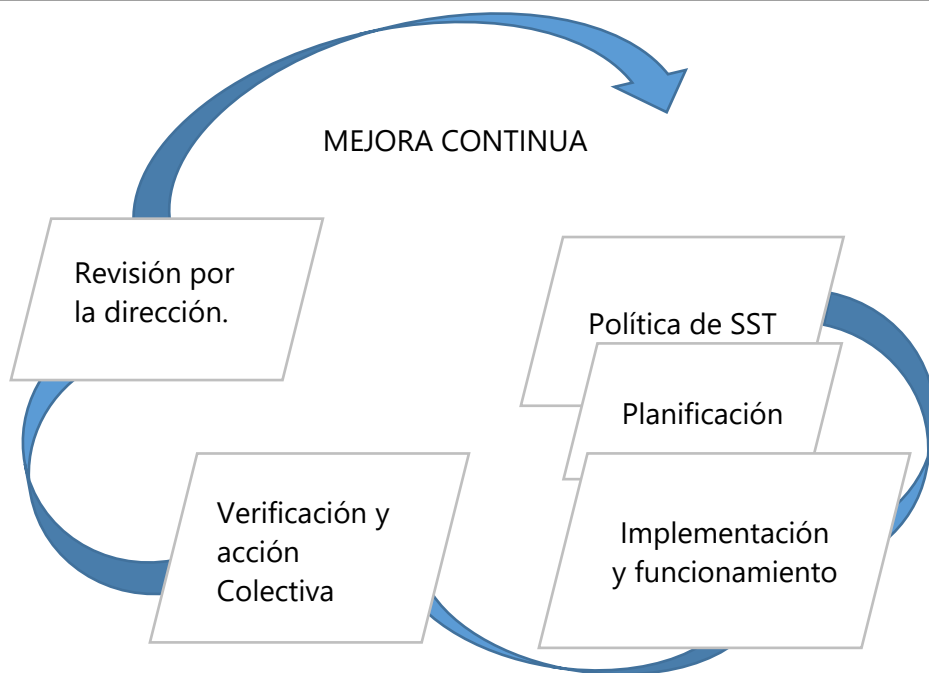 MEJORA CONTINUA
Revisión por
la dirección.
Política de SST
Planificación
Implementación
y funcionamiento
Verificación y
acción
Colectiva